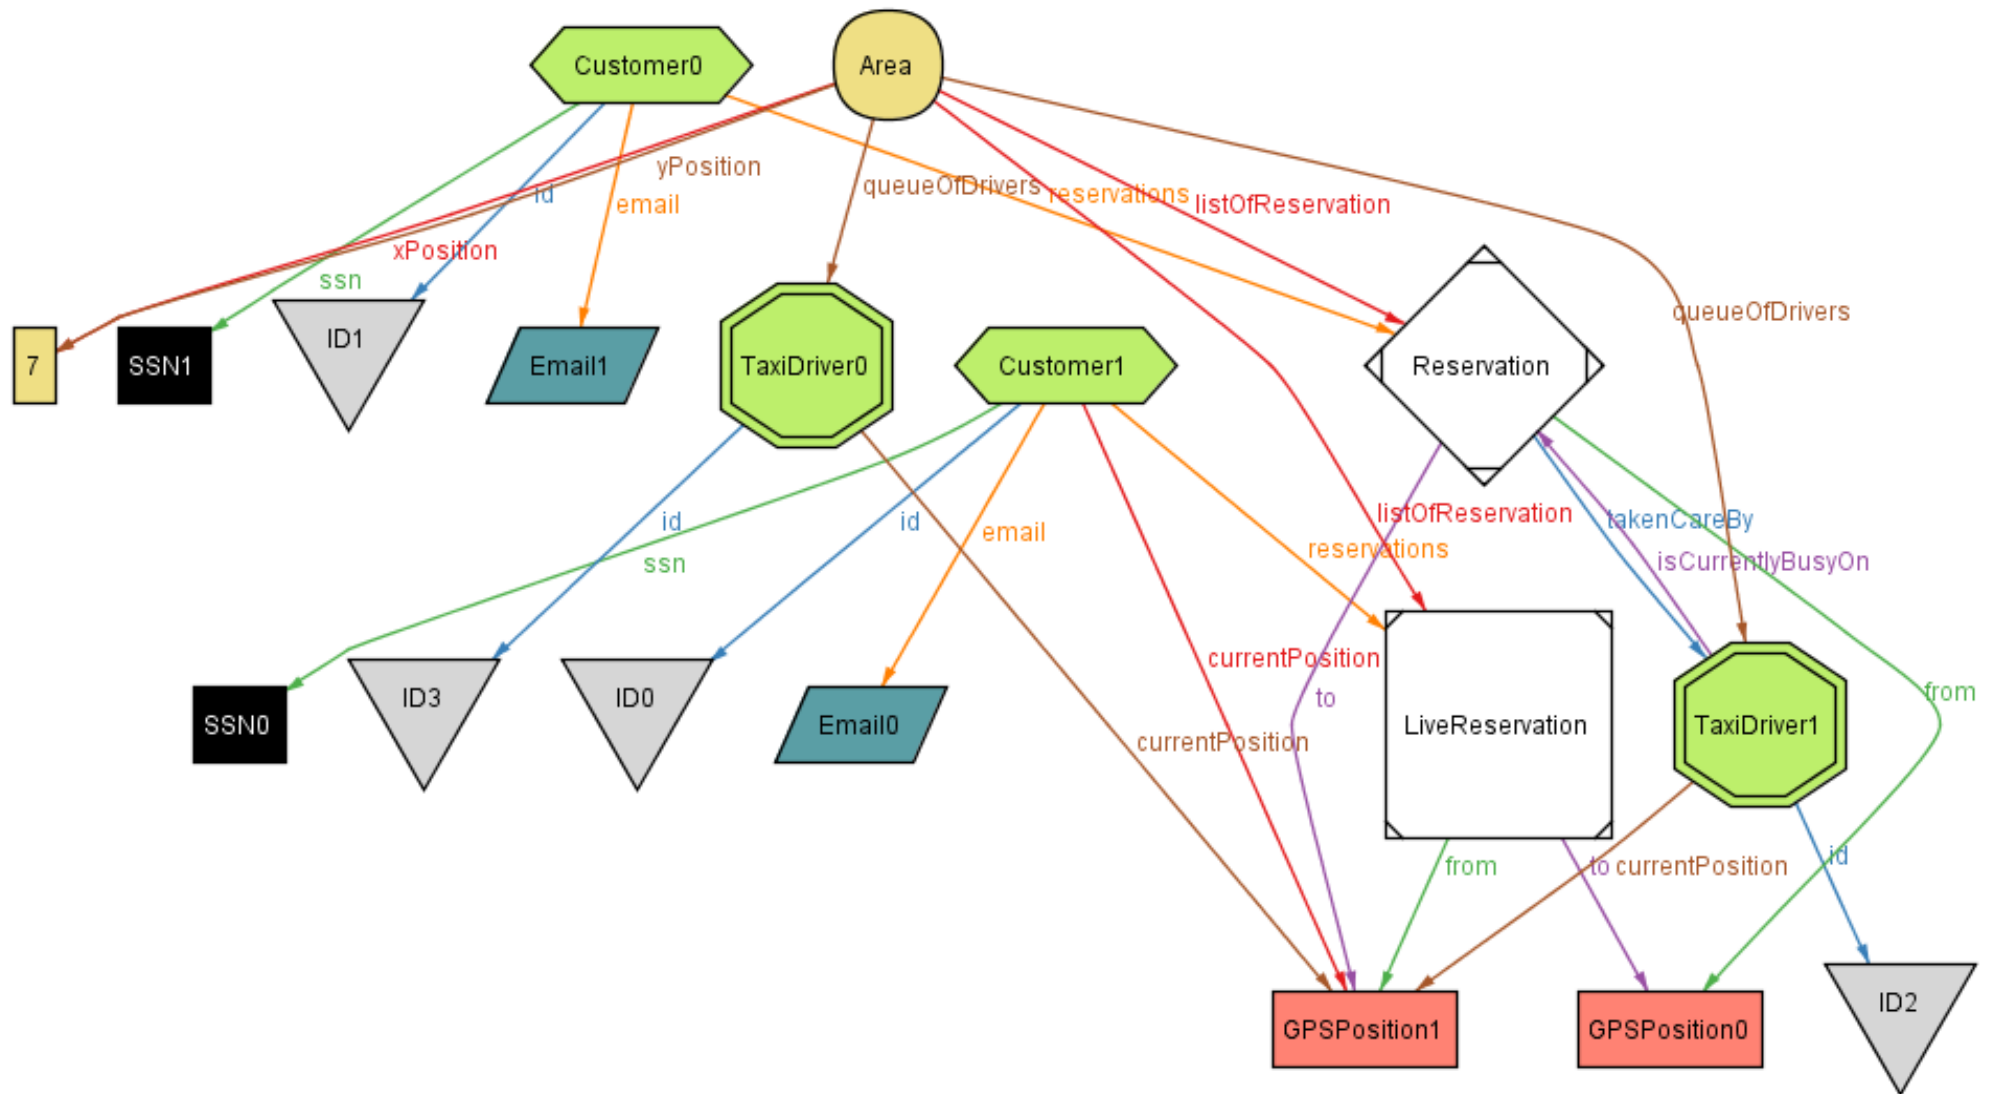 Customer0
Area
yPosition
id
email
queueOfDrivers
reservations
listOfReservation
xPosition
ssn
queueOfDrivers
7
SSN1
ID1
Email1
TaxiDriver0
Customer1
Reservation
id
ssn
id
email
listOfReservation
takenCareBy
reservations
isCurrentlyBusyOn
currentPosition
to
from
SSN0
ID3
ID0
Email0
currentPosition
LiveReservation
TaxiDriver1
from
to
currentPosition
id
GPSPosition1
GPSPosition0
ID2